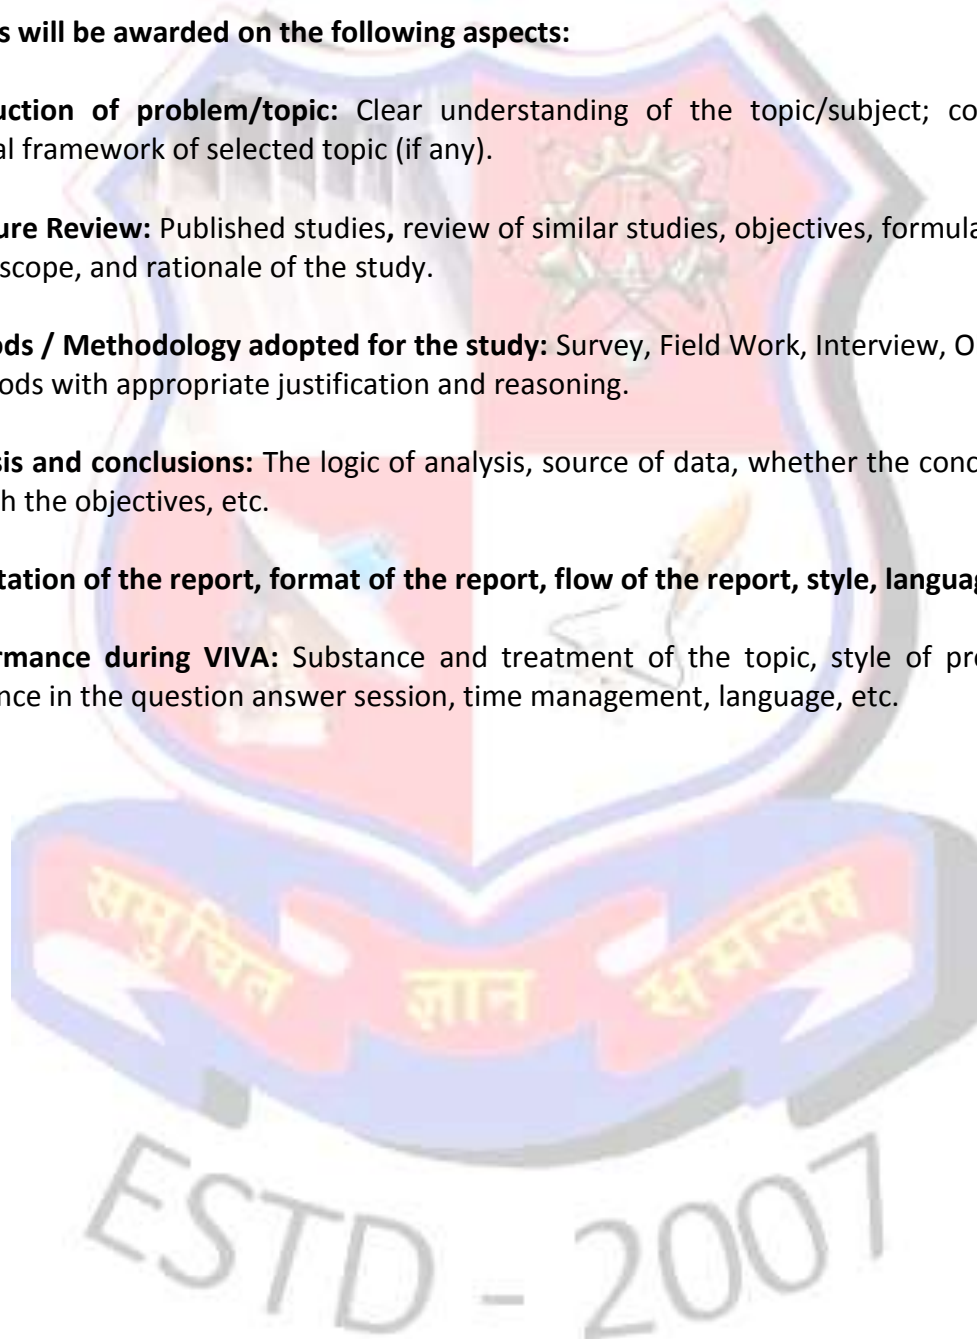 s will be awarded on the following aspects:
uction of problem/topic: Clear understanding of the topic/subject; co
al framework of selected topic (if any).
ure Review: Published studies, review of similar studies, objectives, formula
scope, and rationale of the study.
ods / Methodology adopted for the study: Survey, Field Work, Interview, O
ods with appropriate justification and reasoning.
sis and conclusions: The logic of analysis, source of data, whether the conc
h the objectives, etc.
tation of the report, format of the report, flow of the report, style, languag
rmance during VIVA: Substance and treatment of the topic, style of pre
nce in the question answer session, time management, language, etc.
समुचित ज्ञान समन्वय
ESTD - 2007